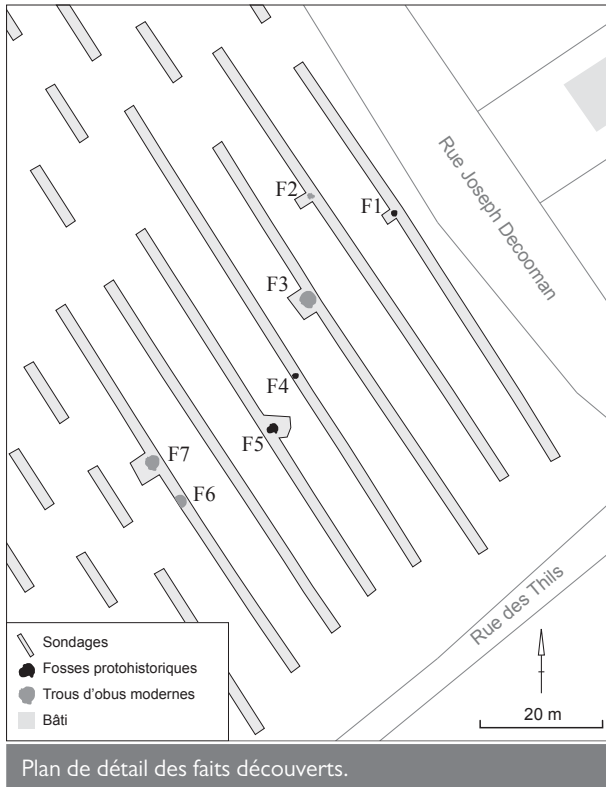 Rue Joseph Decooman
F2
F1
F3
F4
F5
F7
F6
Rue des Thils
Sondages
Fosses protohistoriques
Trous d'obus modernes
Bâti
20 m
Plan de détail des faits découverts.